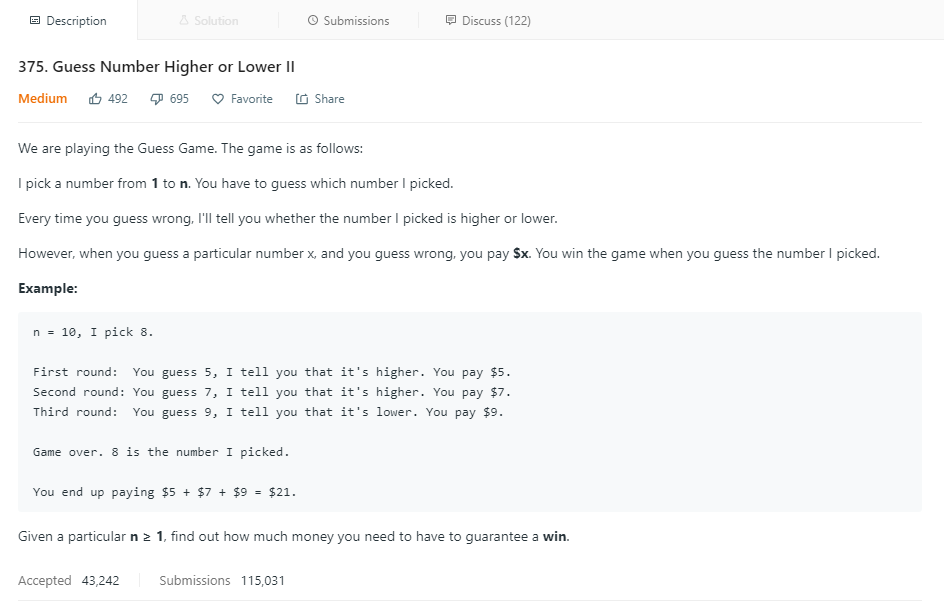 Description Solution Submissions Discuss (122)
375. Guess Number Higher or Lower II
Medium 492 695 Favorite Share
We are playing the Guess Game. The game is as follows:
I pick a number from 1 to n. You have to guess which number I picked.
Every time you guess wrong, I'll tell you whether the number I picked is higher or lower.
However, when you guess a particular number x, and you guess wrong, you pay $x. You win the game when you guess the number I picked.
Example:
n = 10, I pick 8.
First round:  You guess 5, I tell you that it's higher. You pay $5.
Second round: You guess 7, I tell you that it's higher. You pay $7.
Third round:  You guess 9, I tell you that it's lower. You pay $9.
Game over. 8 is the number I picked.
You end up paying $5 + $7 + $9 = $21.
Given a particular n ≥ 1, find out how much money you need to have to guarantee a win.
Accepted 43,242 Submissions 115,031